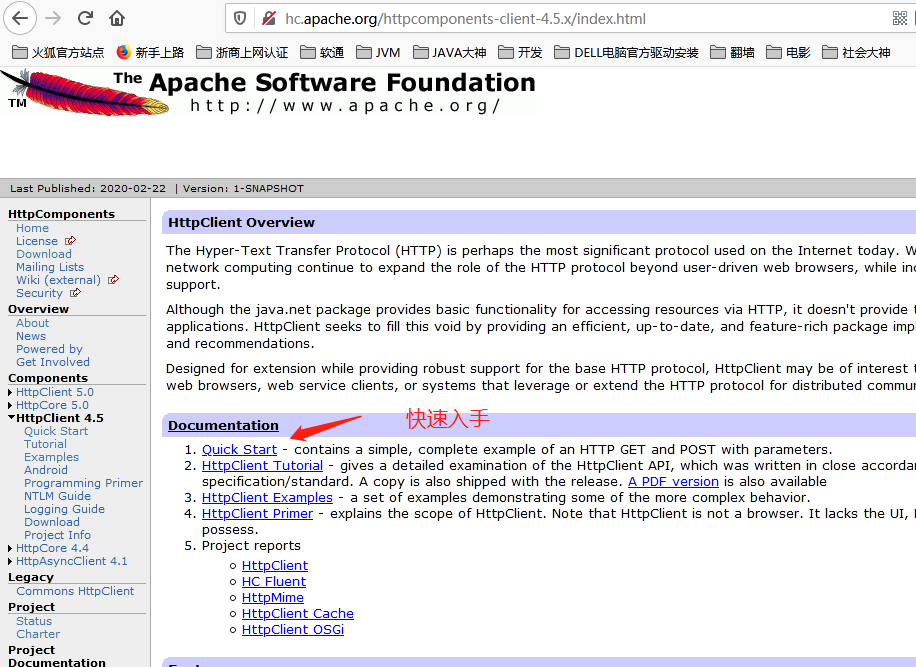 hc.apache.org/httpcomponents-client-4.5.x/index.html
火狐官方站点 新手上路 浙商上网认证 软通 JVM JAVA大神 开发 DELL电脑官方驱动安装 翻墙 电影 社会大神
The Apache Software Foundation
TM
http://www.apache.org/
Last Published: 2020-02-22 | Version: 1-SNAPSHOT
HttpComponents
Home
License
Download
Mailing Lists
Wiki (external)
Security
Overview
About
News
Powered by
Get Involved
Components
HttpClient 5.0
HttpCore 5.0
HttpClient 4.5
Quick Start
Tutorial
Examples
Android
Programming Primer
NTLM Guide
Logging Guide
Download
Project Info
HttpCore 4.4
HttpAsyncClient 4.1
Legacy
Commons HttpClient
Project
Status
Charter
Project
Documentation
HttpClient Overview
The Hyper-Text Transfer Protocol (HTTP) is perhaps the most significant protocol used on the Internet today. W
network computing continue to expand the role of the HTTP protocol beyond user-driven web browsers, while inc
support.
Although the java.net package provides basic functionality for accessing resources via HTTP, it doesn't provide t
applications. HttpClient seeks to fill this void by providing an efficient, up-to-date, and feature-rich package imp
and recommendations.
Designed for extension while providing robust support for the base HTTP protocol, HttpClient may be of interest t
web browsers, web service clients, or systems that leverage or extend the HTTP protocol for distributed commu
Documentation
快速入手
1. Quick Start - contains a simple, complete example of an HTTP GET and POST with parameters.
2. HttpClient Tutorial - gives a detailed examination of the HttpClient API, which was written in close accorda
specification/standard. A copy is also shipped with the release. A PDF version is also available
3. HttpClient Examples - a set of examples demonstrating some of the more complex behavior.
4. HttpClient Primer - explains the scope of HttpClient. Note that HttpClient is not a browser. It lacks the UI,
possess.
5. Project reports
HttpClient
HC Fluent
HttpMime
HttpClient Cache
HttpClient OSGi